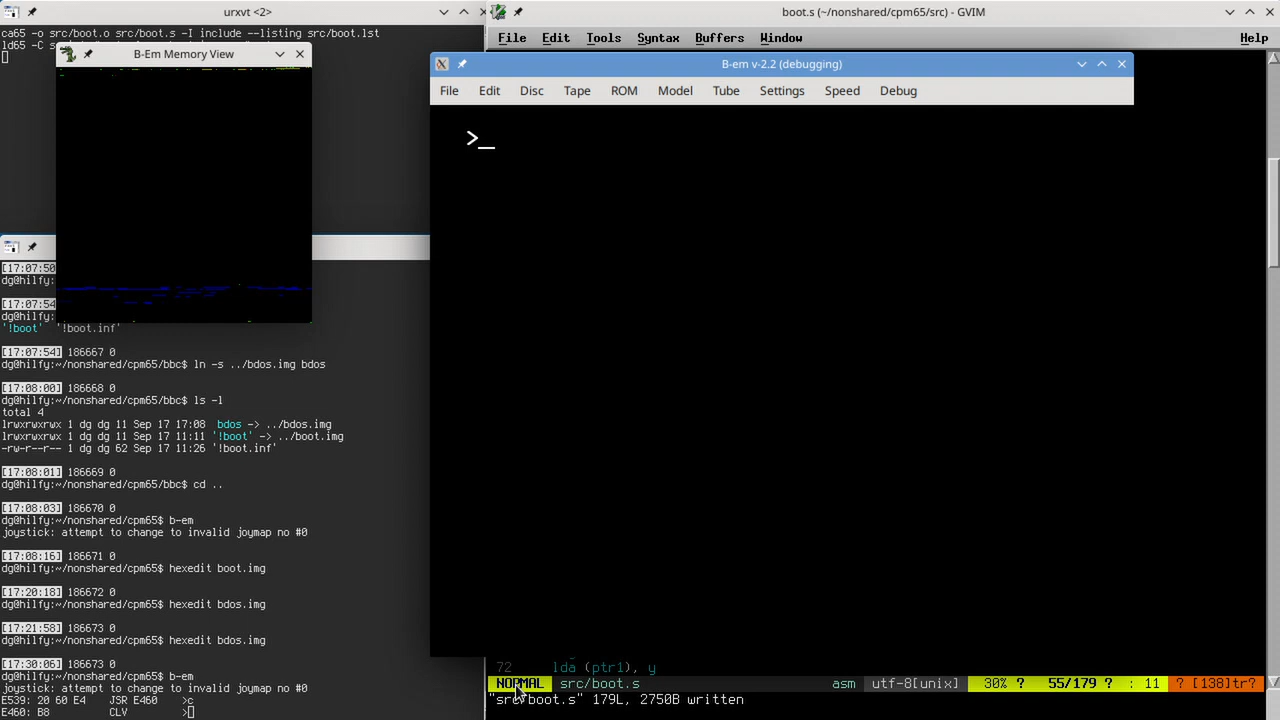 urxvt <2>
ca65 -o src/boot.o src/boot.s -I include --listing src/boot.lst
ld65 -C
B-Em Memory View
boot.s (~/nonshared/cpm65/src) - GVIM
File Edit Tools Syntax Buffers Window Help
B-em v-2.2 (debugging)
File Edit Disc Tape ROM Model Tube Settings Speed Debug
>_
[17:07:50
dg@hilfy:
[17:07:54
dg@hilfy:
'!boot' '!boot.inf'
[17:07:54] 186667 0
dg@hilfy:~/nonshared/cpm65/bbc$ ln -s ../bdos.img bdos
[17:08:00] 186668 0
dg@hilfy:~/nonshared/cpm65/bbc$ ls -l
total 4
lrwxrwxrwx 1 dg dg 11 Sep 17 17:08 bdos -> ../bdos.img
lrwxrwxrwx 1 dg dg 11 Sep 17 11:11 '!boot' -> ../boot.img
-rw-r--r-- 1 dg dg 62 Sep 17 11:26 '!boot.inf'
[17:08:01] 186669 0
dg@hilfy:~/nonshared/cpm65/bbc$ cd ..
[17:08:03] 186670 0
dg@hilfy:~/nonshared/cpm65$ b-em
joystick: attempt to change to invalid joymap no #0
[17:08:16] 186671 0
dg@hilfy:~/nonshared/cpm65$ hexedit boot.img
[17:20:18] 186672 0
dg@hilfy:~/nonshared/cpm65$ hexedit bdos.img
[17:21:58] 186673 0
dg@hilfy:~/nonshared/cpm65$ hexedit bdos.img
[17:30:06] 186673 0
dg@hilfy:~/nonshared/cpm65$ b-em
joystick: attempt to change to invalid joymap no #0
E539: 20 60 E4 JSR E460 >c
E460: B8 CLV >
72 lda (ptr1), y
NORMAL src/boot.s asm utf-8[unix] 30% ? 55/179 ? : 11 ? [138]tr?
"src/boot.s" 179L, 2750B written